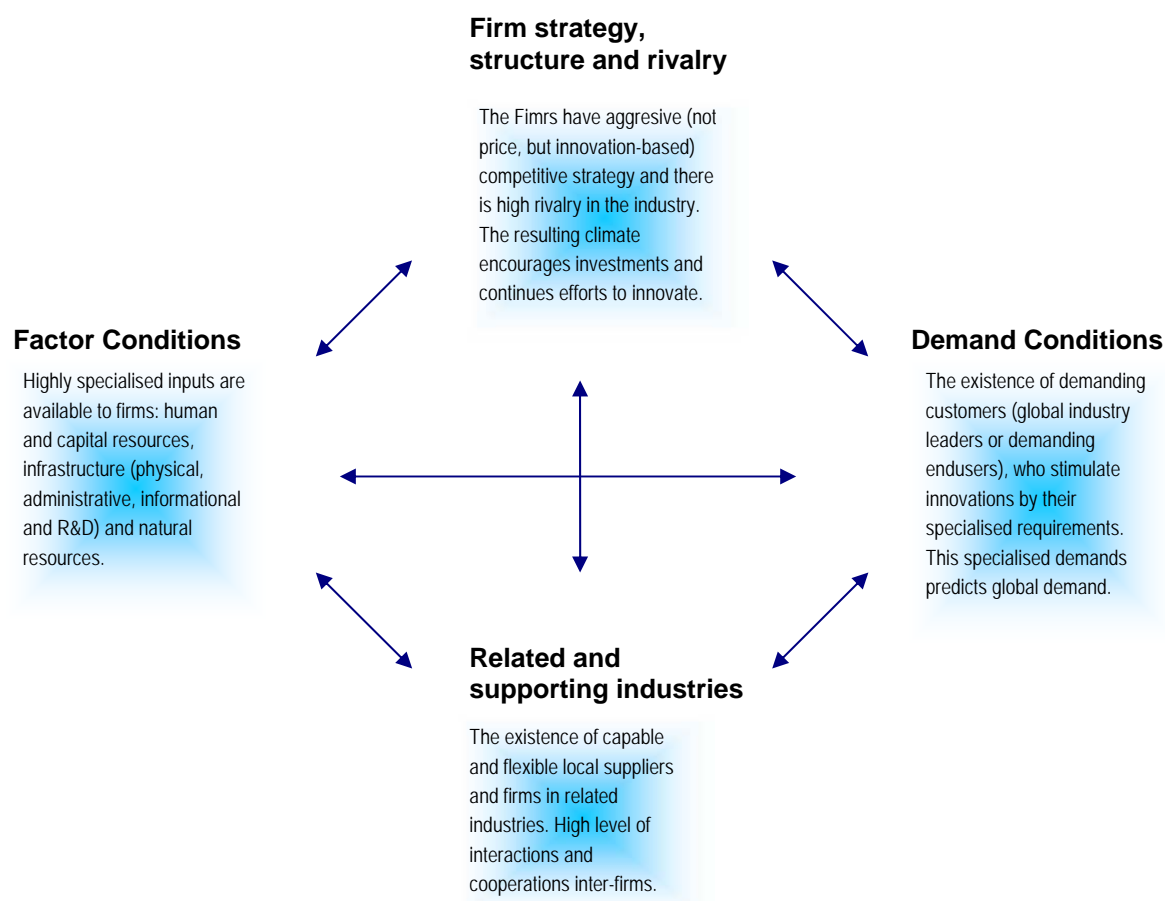 Firm strategy,
structure and rivalry
The Fimrs have aggresive (not
price, but innovation-based)
competitive strategy and there
is high rivalry in the industry.
The resulting climate
encourages investments and
continues efforts to innovate.
Factor Conditions
Highly specialised inputs are
available to firms: human
and capital resources,
infrastructure (physical,
administrative, informational
and R&D) and natural
resources.
Demand Conditions
The existence of demanding
customers (global industry
leaders or demanding
endusers), who stimulate
innovations by their
specialised requirements.
This specialised demands
predicts global demand.
Related and
supporting industries
The existence of capable
and flexible local suppliers
and firms in related
industries. High level of
interactions and
cooperations inter-firms.